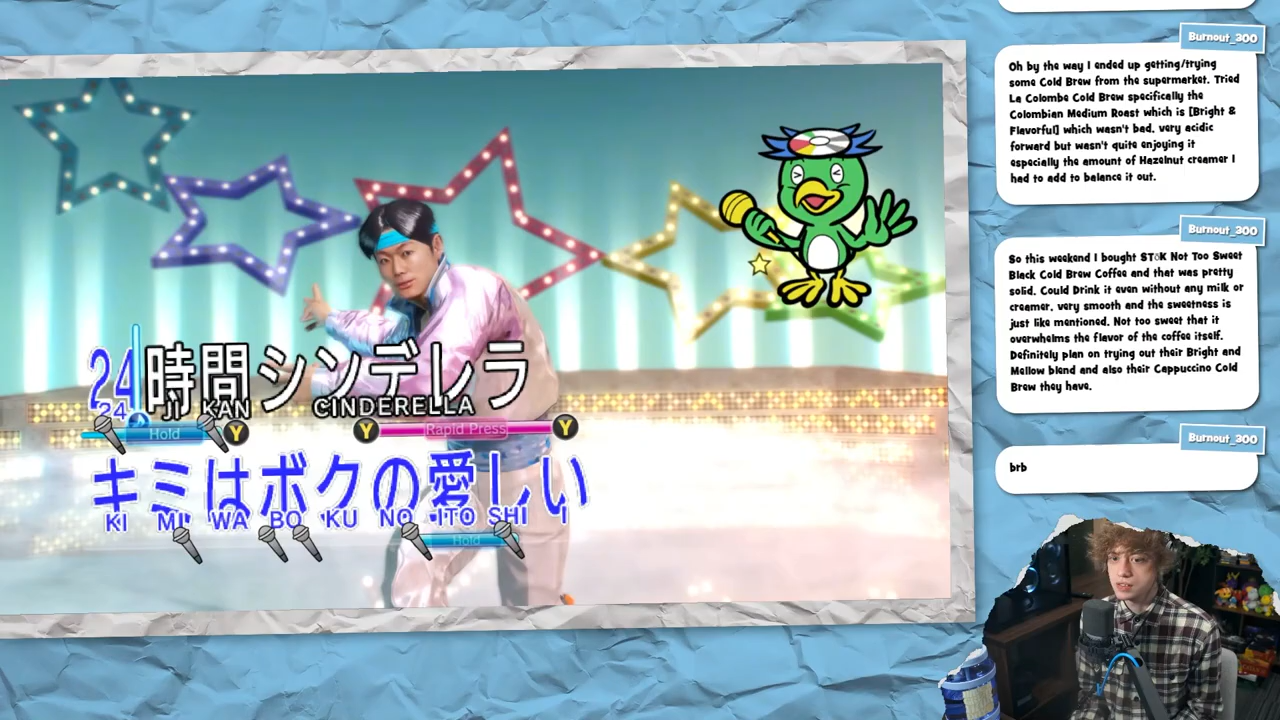 24時間シンデレラ
24 JI KAN CINDERELLA
Hold Y Y Rapid Press Y
キミはボクの愛しい
KI MI WA BO KU NO ITO SHI I
Hold
Burnout_300
Oh by the way I ended up getting/trying
some Cold Brew from the supermarket. Tried
La Colombe Cold Brew specifically the
Colombian Medium Roast which is [Bright &
Flavorful] which wasn't bad, very acidic
forward but wasn't quite enjoying it
especially the amount of Hazelnut creamer I
had to add to balance it out.
Burnout_300
So this weekend I bought STōK Not Too Sweet
Black Cold Brew Coffee and that was pretty
solid. Could Drink it even without any milk or
creamer, very smooth and the sweetness is
just like mentioned. Not too sweet that it
overwhelms the flavor of the coffee itself.
Definitely plan on trying out their Bright and
Mellow blend and also their Cappuccino Cold
Brew they have.
Burnout_300
brb